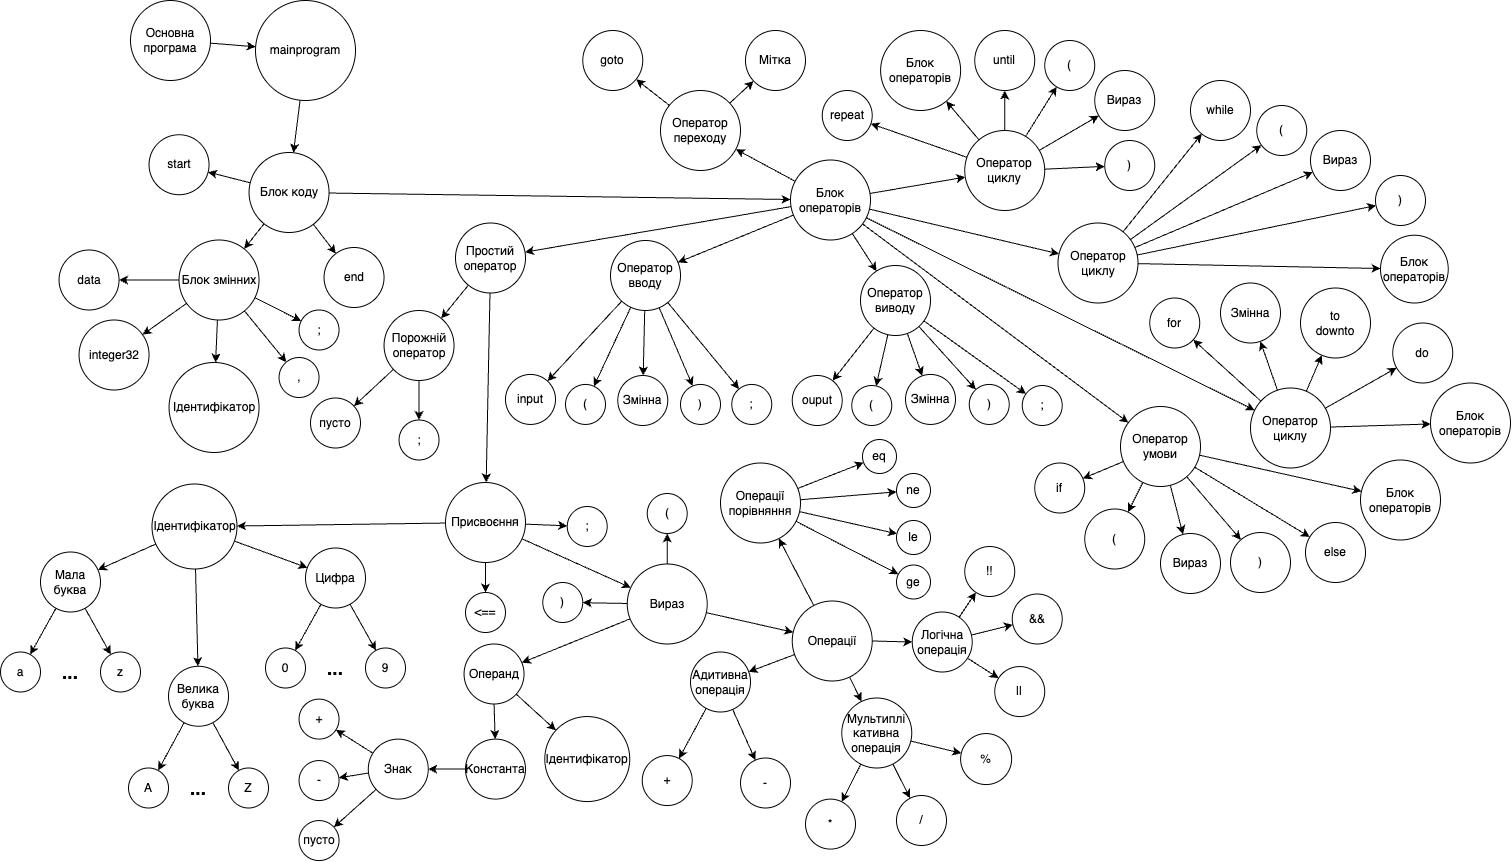 Основна
програма
mainprogram
goto
Мітка
Оператор
переходу
Блок
операторів
until
(
Вираз
repeat
Оператор
циклу
)
while
(
Вираз
)
start
Блок коду
Блок
операторів
Оператор
циклу
Блок
операторів
data
Блок змінних
end
integer32
Ідентифікатор
,
;
Простий
оператор
Порожній
оператор
пусто
;
Оператор
вводу
input
(
Змінна
)
;
Оператор
виводу
ouput
(
Змінна
)
;
for
Змінна
to
downto
do
Оператор
циклу
Блок
операторів
Оператор
умови
if
(
Вираз
)
else
Блок
операторів
Ідентифікатор
Присвоєння
;
<==
(
)
Вираз
Операції
порівняння
eq
ne
le
ge
Мала
буква
a
...
z
Цифра
0
...
9
Велика
буква
A
...
Z
Операнд
Ідентифікатор
Константа
Знак
+
-
пусто
Операції
Логічна
операція
!!
&&
||
Адитивна
операція
+
-
Мультиплі
кативна
операція
%
*
/